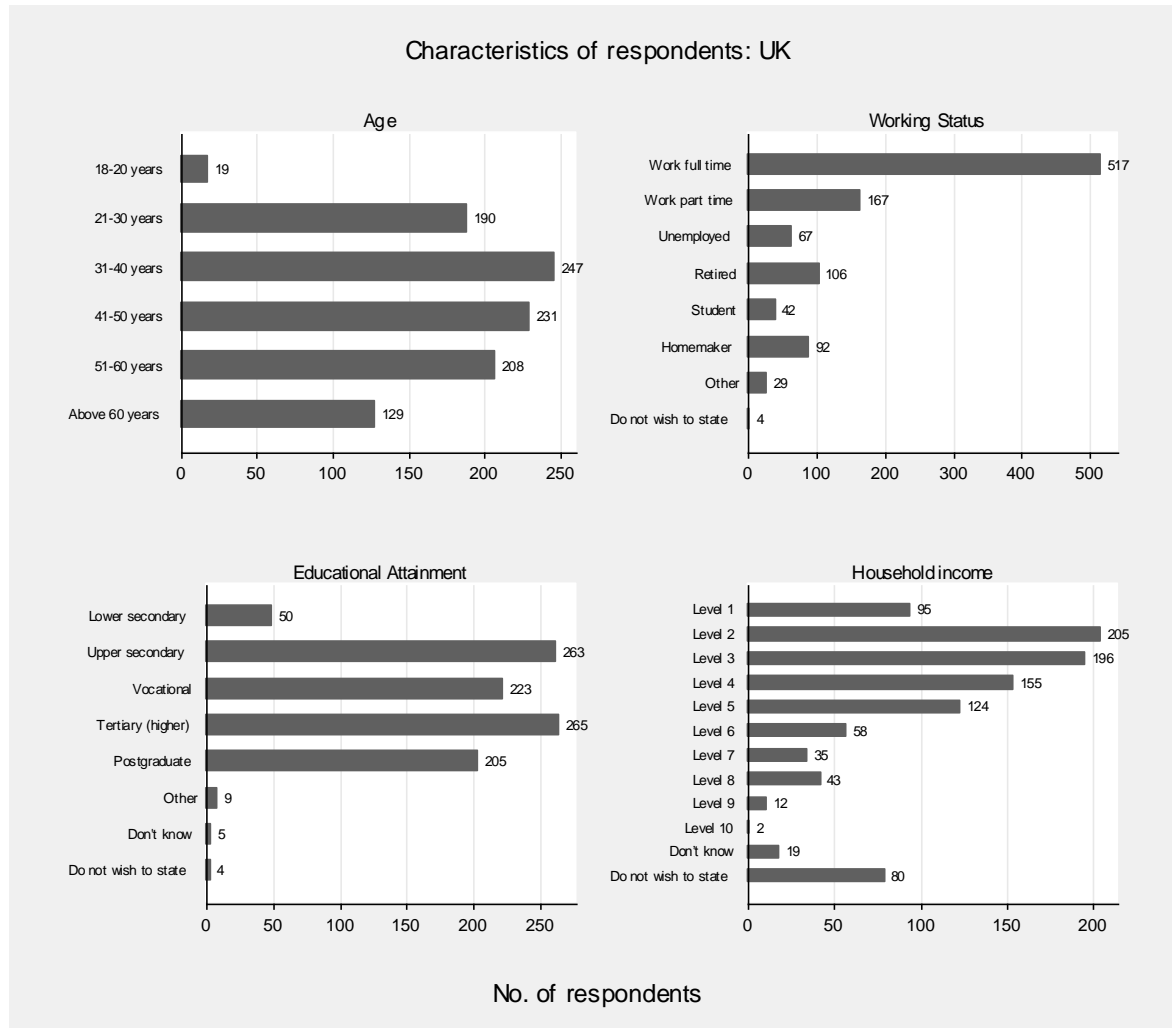 Characteristics of respondents: UK
Age
18-20 years 19
21-30 years 190
31-40 years 247
41-50 years 231
51-60 years 208
Above 60 years 129
0 50 100 150 200 250
Working Status
Work full time 517
Work part time 167
Unemployed 67
Retired 106
Student 42
Homemaker 92
Other 29
Do not wish to state 4
0 100 200 300 400 500
Educational Attainment
Lower secondary 50
Upper secondary 263
Vocational 223
Tertiary (higher) 265
Postgraduate 205
Other 9
Don't know 5
Do not wish to state 4
0 50 100 150 200 250
Household income
Level 1 95
Level 2 205
Level 3 196
Level 4 155
Level 5 124
Level 6 58
Level 7 35
Level 8 43
Level 9 12
Level 10 2
Don't know 19
Do not wish to state 80
0 50 100 150 200
No. of respondents